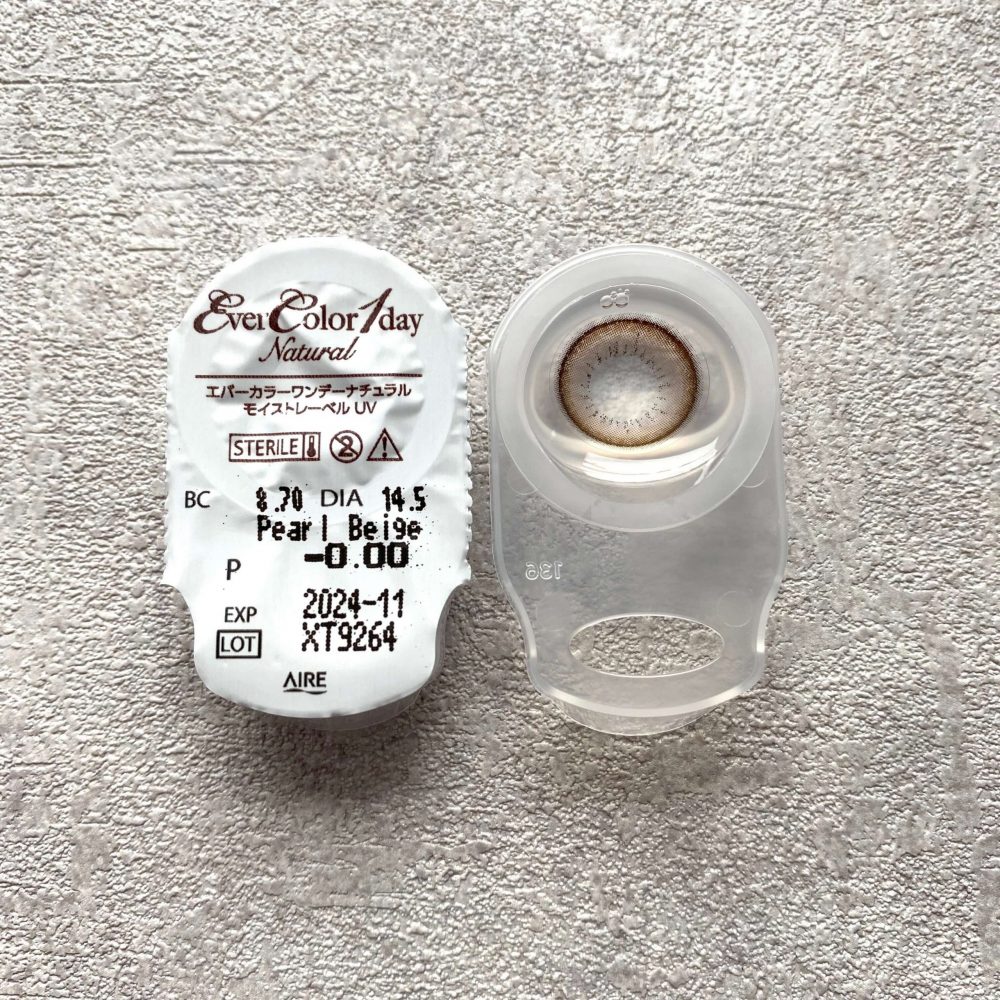 EverColor1day
Natural
エバーカラーワンデーナチュラル
モイストレーベル UV
STERILE
2
BC 8.70 DIA 14.5
Pearl Beige
P -0.00
EXP 2024-11
LOT XT9264
AIRE
136